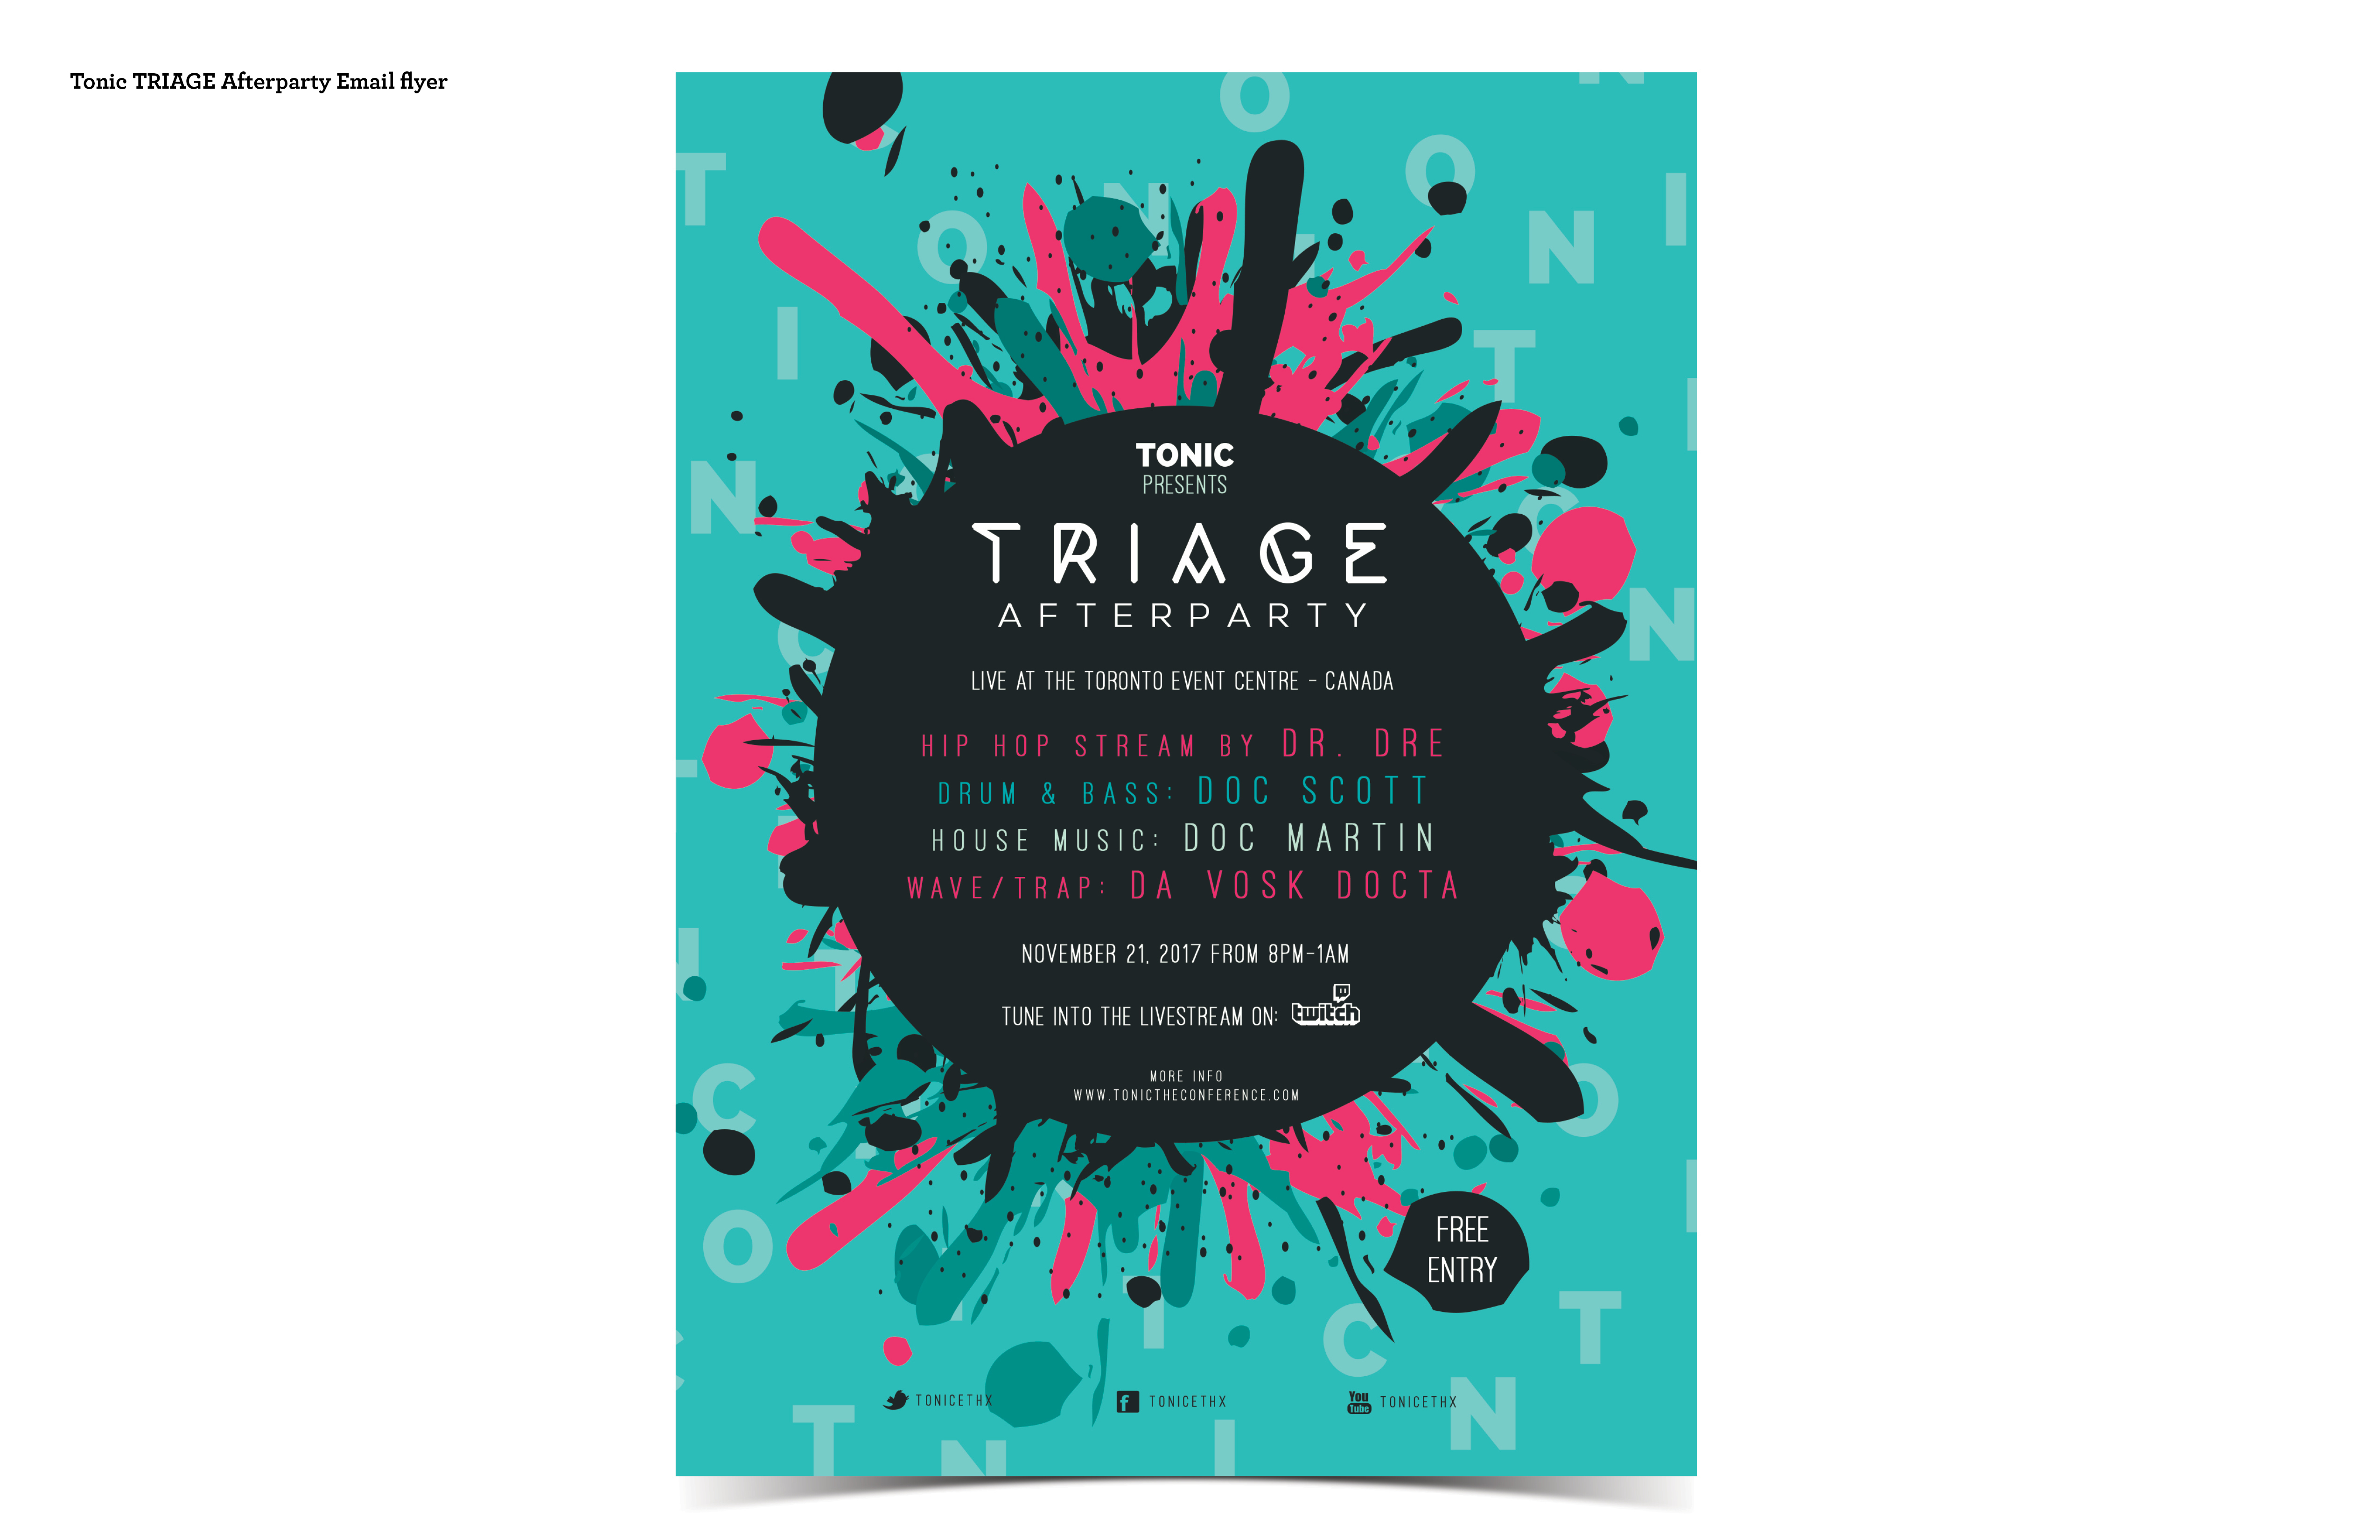 Tonic TRIAGE Afterparty Email flyer
TONIC
PRESENTS
TRIAGE
AFTERPARTY
LIVE AT THE TORONTO EVENT CENTRE - CANADA
HIP HOP STREAM BY DR. DRE
DRUM & BASS: DOC SCOTT
HOUSE MUSIC: DOC MARTIN
WAVE/TRAP: DA VOSK DOCTA
NOVEMBER 21, 2017 FROM 8PM-1AM
TUNE INTO THE LIVESTREAM ON: twitch
MORE INFO
WWW.TONICTHECONFERENCE.COM
FREE
ENTRY
TONICETHX
f TONICETHX
You Tube TONICETHX